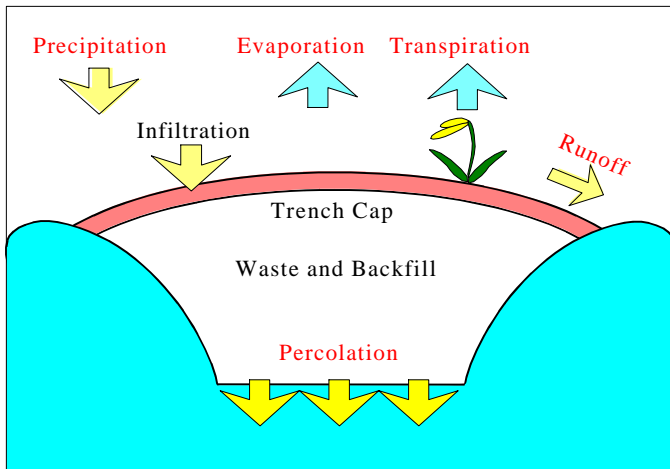 Precipitation
Evaporation
Transpiration
Infiltration
Runoff
Trench Cap
Waste and Backfill
Percolation